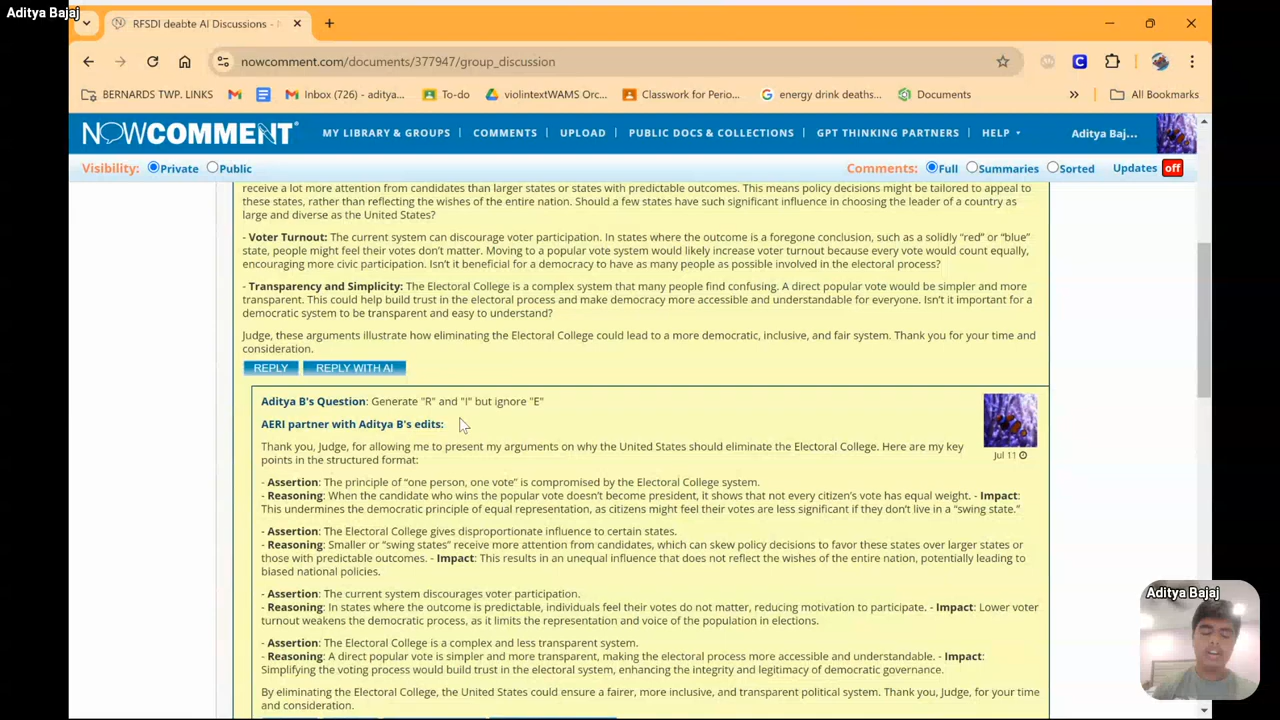 Aditya Bajaj
RFSDI deabte AI Discussions -
nowcomment.com/documents/377947/group_discussion
BERNARDS TWP. LINKS
Inbox (726) - aditya...
To-do
violintextWAMS Orc...
Classwork for Perio...
energy drink deaths...
Documents
All Bookmarks
NOWCOMMENT
MY LIBRARY & GROUPS | COMMENTS | UPLOAD | PUBLIC DOCS & COLLECTIONS | GPT THINKING PARTNERS | HELP
Aditya Baj...
Visibility: Private Public
Comments: Full Summaries Sorted Updates off
receive a lot more attention from candidates than larger states or states with predictable outcomes. This means policy decisions might be tailored to appeal to
these states, rather than reflecting the wishes of the entire nation. Should a few states have such significant influence in choosing the leader of a country as
large and diverse as the United States?
- Voter Turnout: The current system can discourage voter participation. In states where the outcome is a foregone conclusion, such as a solidly “red” or “blue”
state, people might feel their votes don’t matter. Moving to a popular vote system would likely increase voter turnout because every vote would count equally,
encouraging more civic participation. Isn’t it beneficial for a democracy to have as many people as possible involved in the electoral process?
- Transparency and Simplicity: The Electoral College is a complex system that many people find confusing. A direct popular vote would be simpler and more
transparent. This could help build trust in the electoral process and make democracy more accessible and understandable for everyone. Isn’t it important for a
democratic system to be transparent and easy to understand?
Judge, these arguments illustrate how eliminating the Electoral College could lead to a more democratic, inclusive, and fair system. Thank you for your time and
consideration.
REPLY REPLY WITH AI
Aditya B's Question: Generate "R" and "I" but ignore "E"
AERI partner with Aditya B's edits:
Jul 11
Thank you, Judge, for allowing me to present my arguments on why the United States should eliminate the Electoral College. Here are my key
points in the structured format:
- Assertion: The principle of “one person, one vote” is compromised by the Electoral College system.
- Reasoning: When the candidate who wins the popular vote doesn’t become president, it shows that not every citizen’s vote has equal weight. - Impact:
This undermines the democratic principle of equal representation, as citizens might feel their votes are less significant if they don’t live in a “swing state.”
- Assertion: The Electoral College gives disproportionate influence to certain states.
- Reasoning: Smaller or “swing states” receive more attention from candidates, which can skew policy decisions to favor these states over larger states or
those with predictable outcomes. - Impact: This results in an unequal influence that does not reflect the wishes of the entire nation, potentially leading to
biased national policies.
- Assertion: The current system discourages voter participation.
- Reasoning: In states where the outcome is predictable, individuals feel their votes do not matter, reducing motivation to participate. - Impact: Lower voter
turnout weakens the democratic process, as it limits the representation and voice of the population in elections.
- Assertion: The Electoral College is a complex and less transparent system.
- Reasoning: A direct popular vote is simpler and more transparent, making the electoral process more accessible and understandable. - Impact:
Simplifying the voting process would build trust in the electoral system, enhancing the integrity and legitimacy of democratic governance.
By eliminating the Electoral College, the United States could ensure a fairer, more inclusive, and transparent political system. Thank you, Judge, for your time
and consideration.
Aditya Bajaj